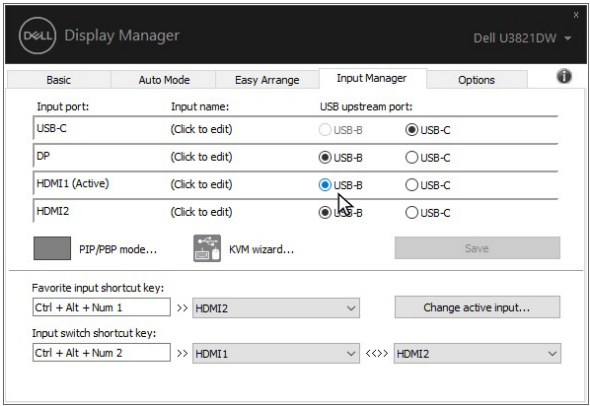 x
DELL Display Manager Dell U3821DW
Basic Auto Mode Easy Arrange Input Manager Options i
Input port: Input name: USB upstream port:
USB-C (Click to edit) USB-B USB-C
DP (Click to edit) USB-B USB-C
HDMI1 (Active) (Click to edit) USB-B USB-C
HDMI2 (Click to edit) USB-B USB-C
PIP/PBP mode... KVM wizard... Save
Favorite input shortcut key:
Ctrl + Alt + Num 1 >> HDMI2 Change active input...
Input switch shortcut key:
Ctrl + Alt + Num 2 >> HDMI1 <<>> HDMI2